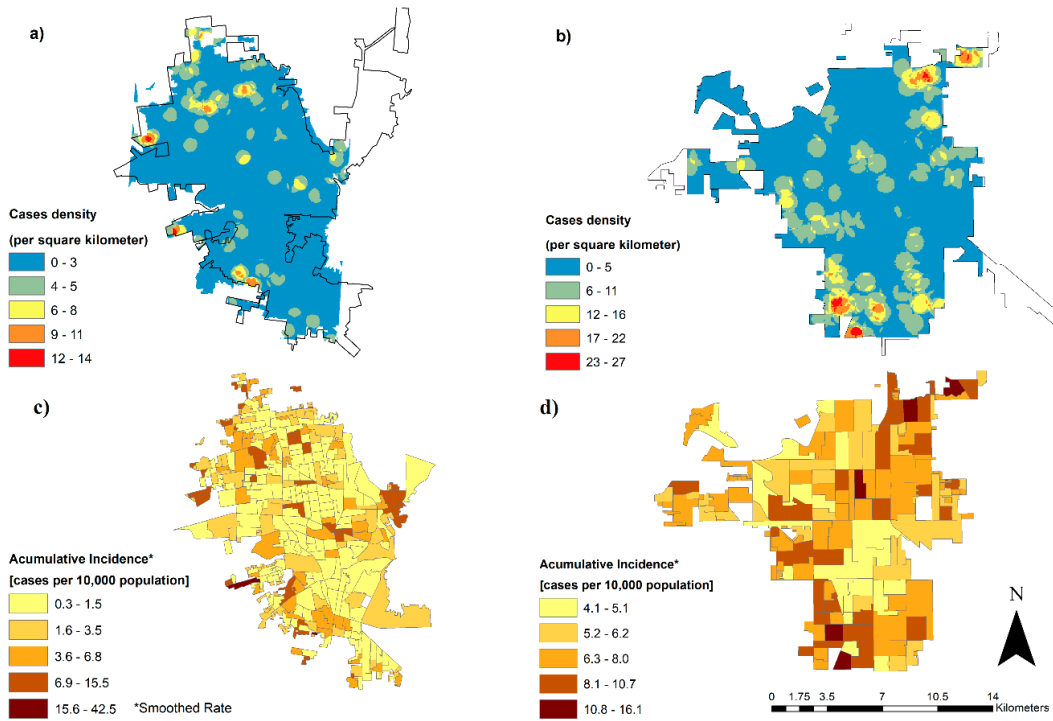 a)
Cases density
(per square kilometer)
0 - 3
4 - 5
6 - 8
9 - 11
12 - 14
b)
Cases density
(per square kilometer)
0 - 5
6 - 11
12 - 16
17 - 22
23 - 27
c)
Acumulative Incidence*
[cases per 10,000 population]
0.3 - 1.5
1.6 - 3.5
3.6 - 6.8
6.9 - 15.5
15.6 - 42.5 *Smoothed Rate
d)
Acumulative Incidence*
[cases per 10,000 population]
4.1 - 5.1
5.2 - 6.2
6.3 - 8.0
8.1 - 10.7
10.8 - 16.1
N
0 1.75 3.5 7 10.5 14
Kilometers